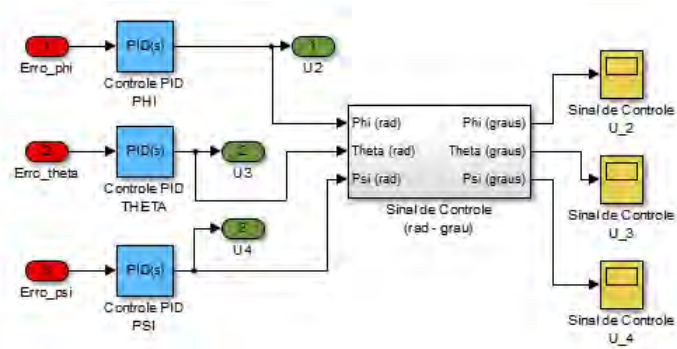 1
Erro_phi
PID(s)
Controle PID
PHI
1
U2
2
Erro_theta
PID(s)
Controle PID
THETA
2
U3
3
Erro_psi
PID(s)
Controle PID
PSI
3
U4
Phi (rad)
Theta (rad)
Psi (rad)
Phi (graus)
Theta (graus)
Psi (graus)
Sinal de Controle
(rad - grau)
Sinal de Controle
U_2
Sinal de Controle
U_3
Sinal de Controle
U_4